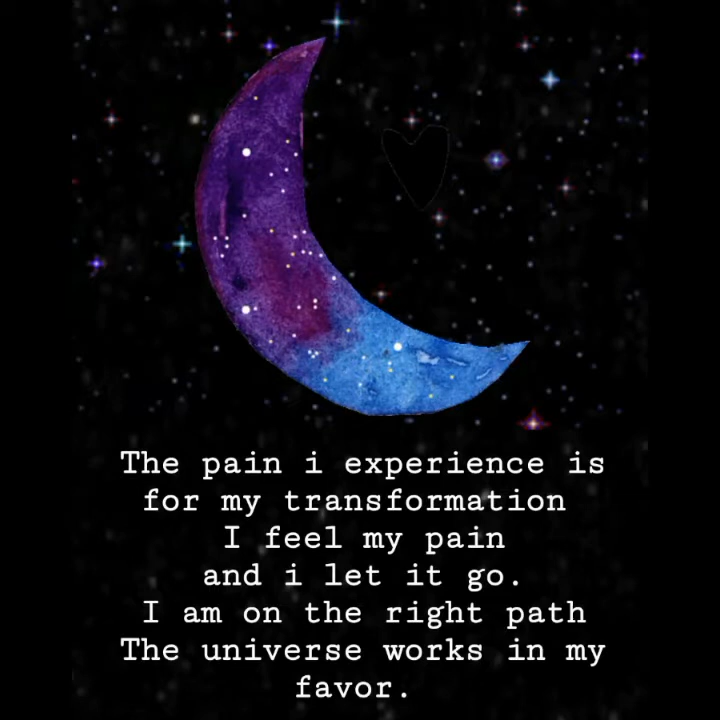 The pain i experience is
for my transformation
I feel my pain
and i let it go.
I am on the right path
The universe works in my
favor.